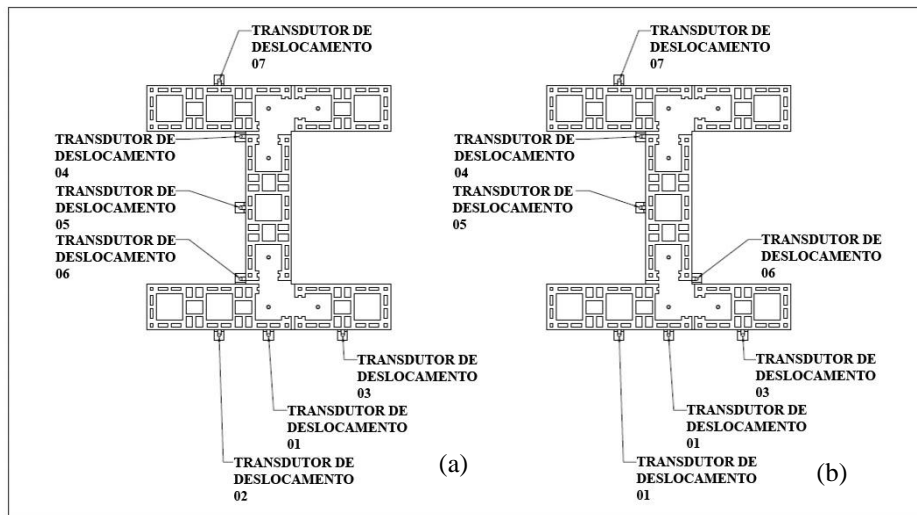 TRANSDUTOR DE
DESLOCAMENTO
07
TRANSDUTOR DE
DESLOCAMENTO
04
TRANSDUTOR DE
DESLOCAMENTO
05
TRANSDUTOR DE
DESLOCAMENTO
06
TRANSDUTOR DE
DESLOCAMENTO
03
TRANSDUTOR DE
DESLOCAMENTO
01
TRANSDUTOR DE
DESLOCAMENTO
02
(a)
TRANSDUTOR DE
DESLOCAMENTO
07
TRANSDUTOR DE
DESLOCAMENTO
04
TRANSDUTOR DE
DESLOCAMENTO
05
TRANSDUTOR DE
DESLOCAMENTO
06
TRANSDUTOR DE
DESLOCAMENTO
03
TRANSDUTOR DE
DESLOCAMENTO
01
TRANSDUTOR DE
DESLOCAMENTO
01
(b)